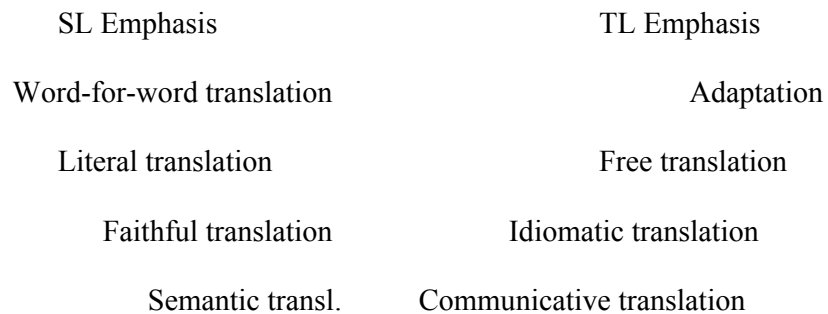 SL Emphasis TL Emphasis
Word-for-word translation Adaptation
Literal translation Free translation
Faithful translation Idiomatic translation
Semantic transl. Communicative translation